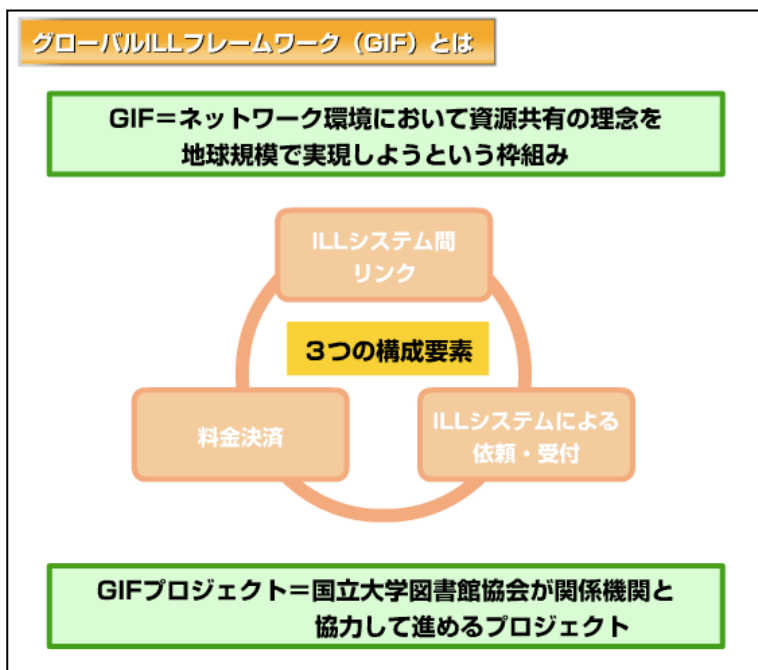 グローバルILLフレームワーク（GIF）とは
GIF＝ネットワーク環境において資源共有の理念を
地球規模で実現しようという枠組み
ILLシステム間
リンク
３つの構成要素
料金決済
ILLシステムによる
依頼・受付
GIFプロジェクト＝国立大学図書館協会が関係機関と
協力して進めるプロジェクト